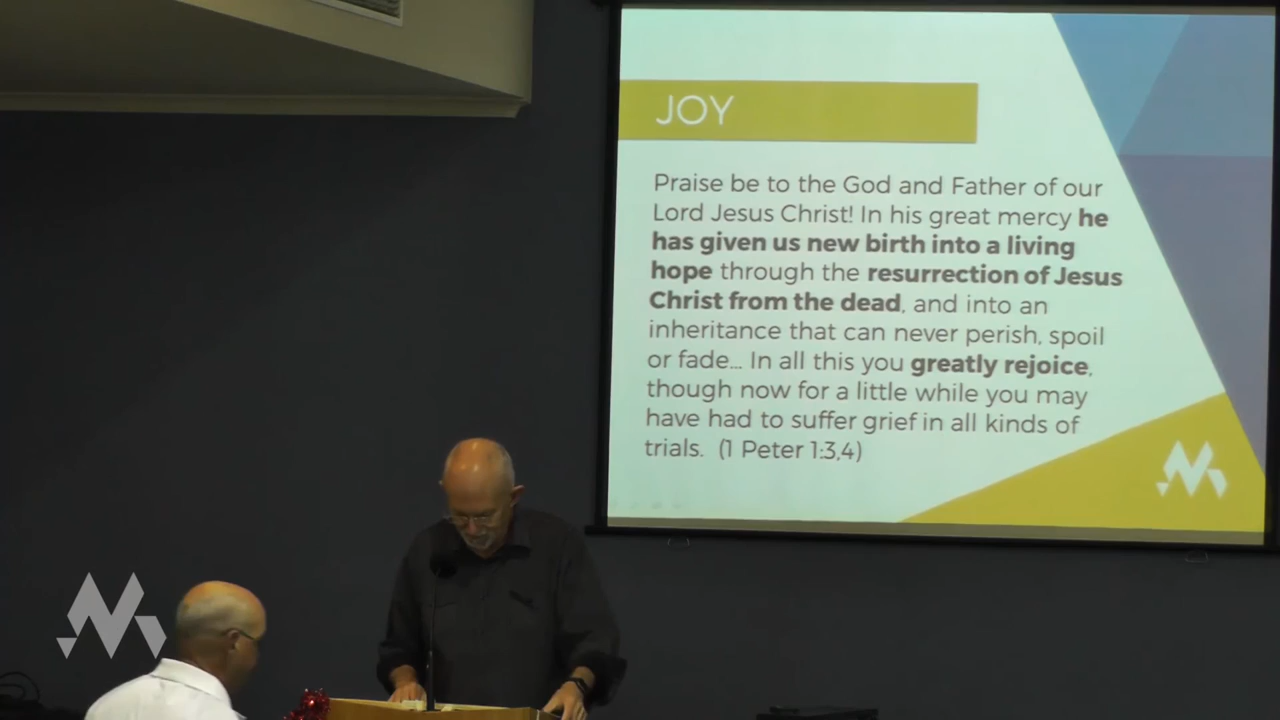 JOY
Praise be to the God and Father of our
Lord Jesus Christ! In his great mercy he
has given us new birth into a living
hope through the resurrection of Jesus
Christ from the dead, and into an
inheritance that can never perish, spoil
or fade... In all this you greatly rejoice,
though now for a little while you may
have had to suffer grief in all kinds of
trials. (1 Peter 1:3,4)